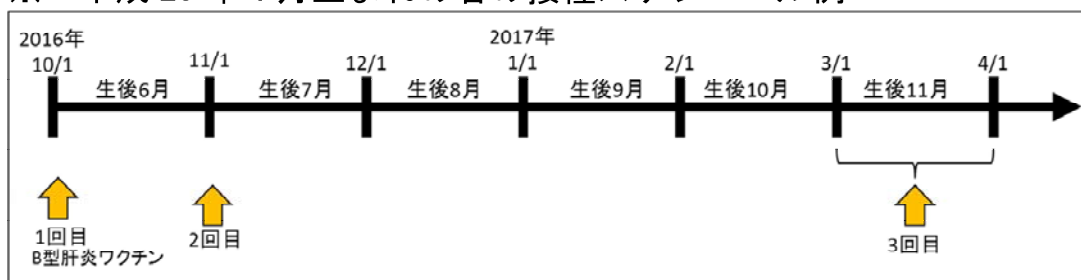 2016年
2017年
10/1
11/1
12/1
1/1
2/1
3/1
4/1
生後6月
生後7月
生後8月
生後9月
生後10月
生後11月
1回目
B型肝炎ワクチン
2回目
3回目